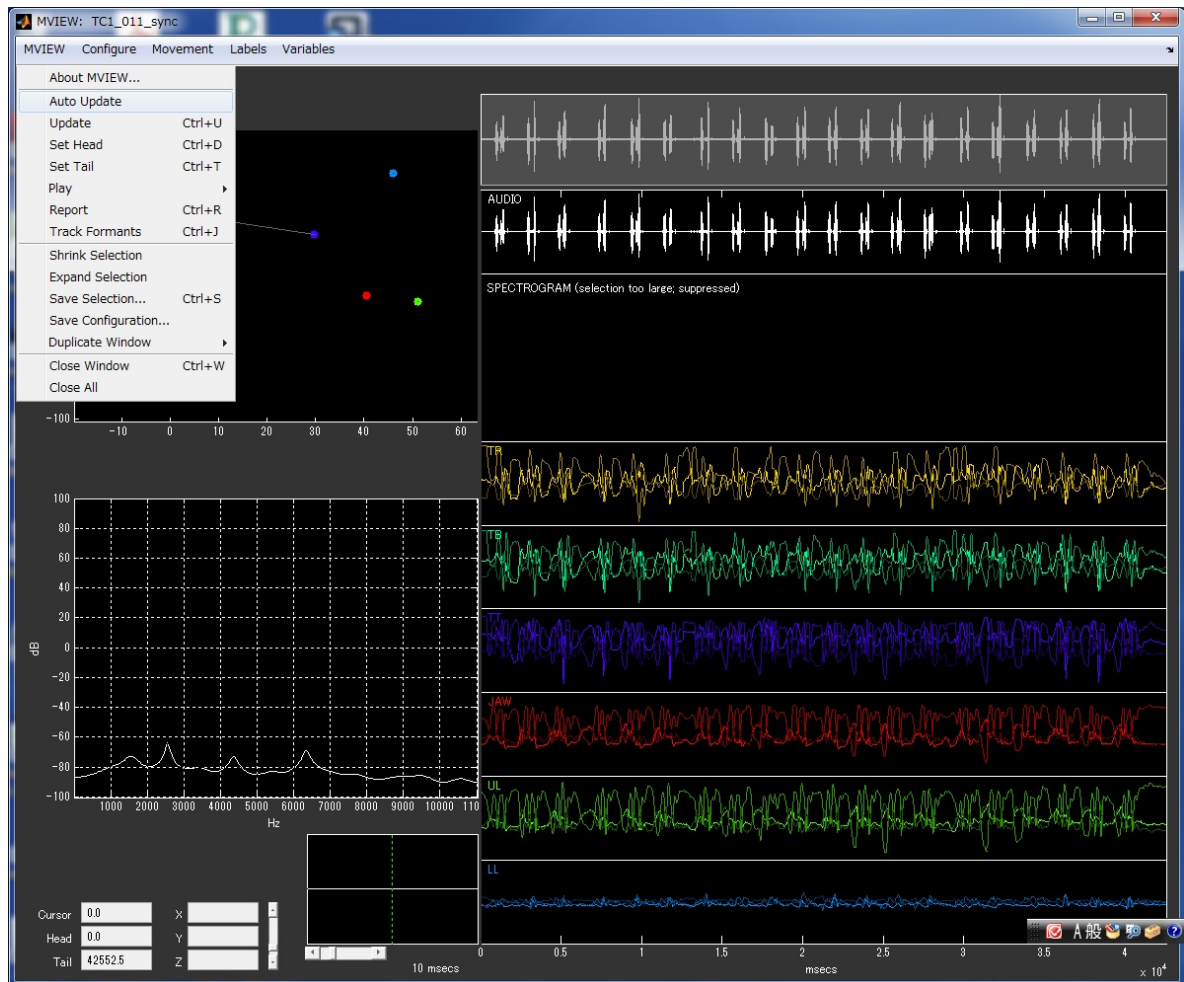 MVIEW: TC1_011_sync
MVIEW Configure Movement Labels Variables
About MVIEW...
Auto Update
Update Ctrl+U
Set Head Ctrl+D
Set Tail Ctrl+T
Play
Report Ctrl+R
Track Formants Ctrl+J
Shrink Selection
Expand Selection
Save Selection... Ctrl+S
Save Configuration...
Duplicate Window
Close Window Ctrl+W
Close All
-100
-10 0 10 20 30 40 50 60
100
80
60
40
20
0
-20
-40
-60
-80
-100
dB
1000 2000 3000 4000 5000 6000 7000 8000 9000 10000 110
Hz
Cursor 0.0 X
Head 0.0 Y
Tail 42552.5 Z
10 msecs
AUDIO
SPECTROGRAM (selection too large; suppressed)
TR
TB
TT
JAW
UL
LL
0 0.5 1 1.5 2 2.5 3 3.5 4
msecs
x 10^4
A 般